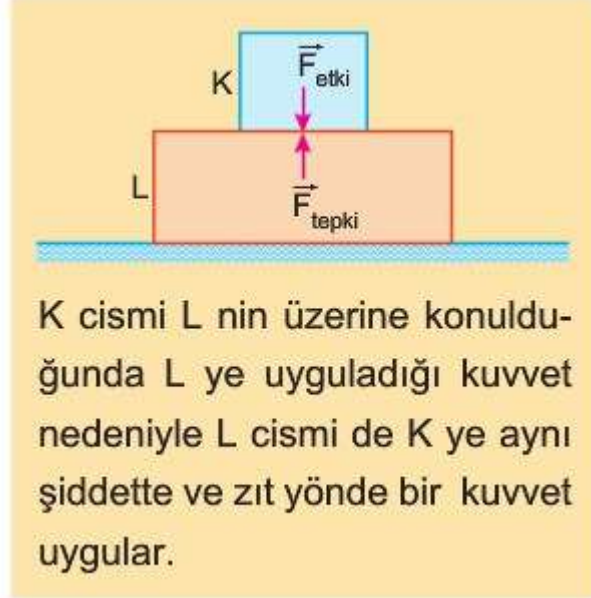 K
F etki
L
F tepki
K cismi L nin üzerine konuldu-
ğunda L ye uyguladığı kuvvet
nedeniyle L cismi de K ye aynı
şiddette ve zıt yönde bir kuvvet
uygular.